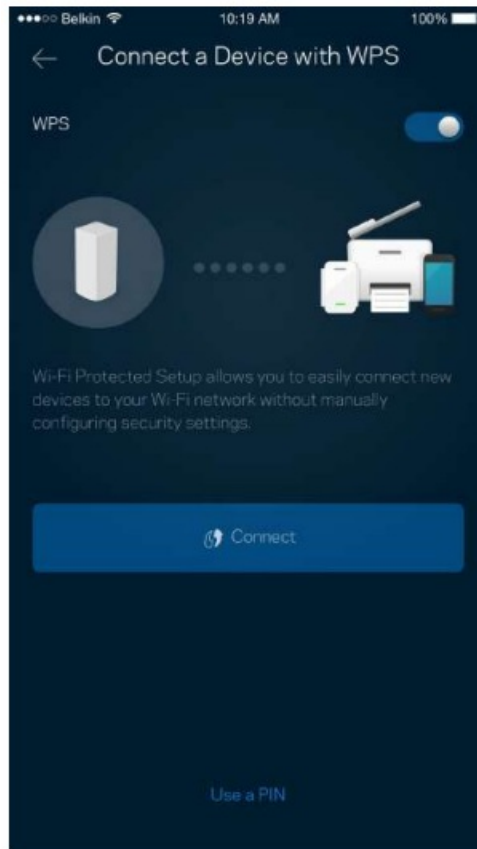 Belkin 10:19 AM 100%
Connect a Device with WPS
WPS
Wi-Fi Protected Setup allows you to easily connect new
devices to your Wi-Fi network without manually
configuring security settings.
Connect
Use a PIN